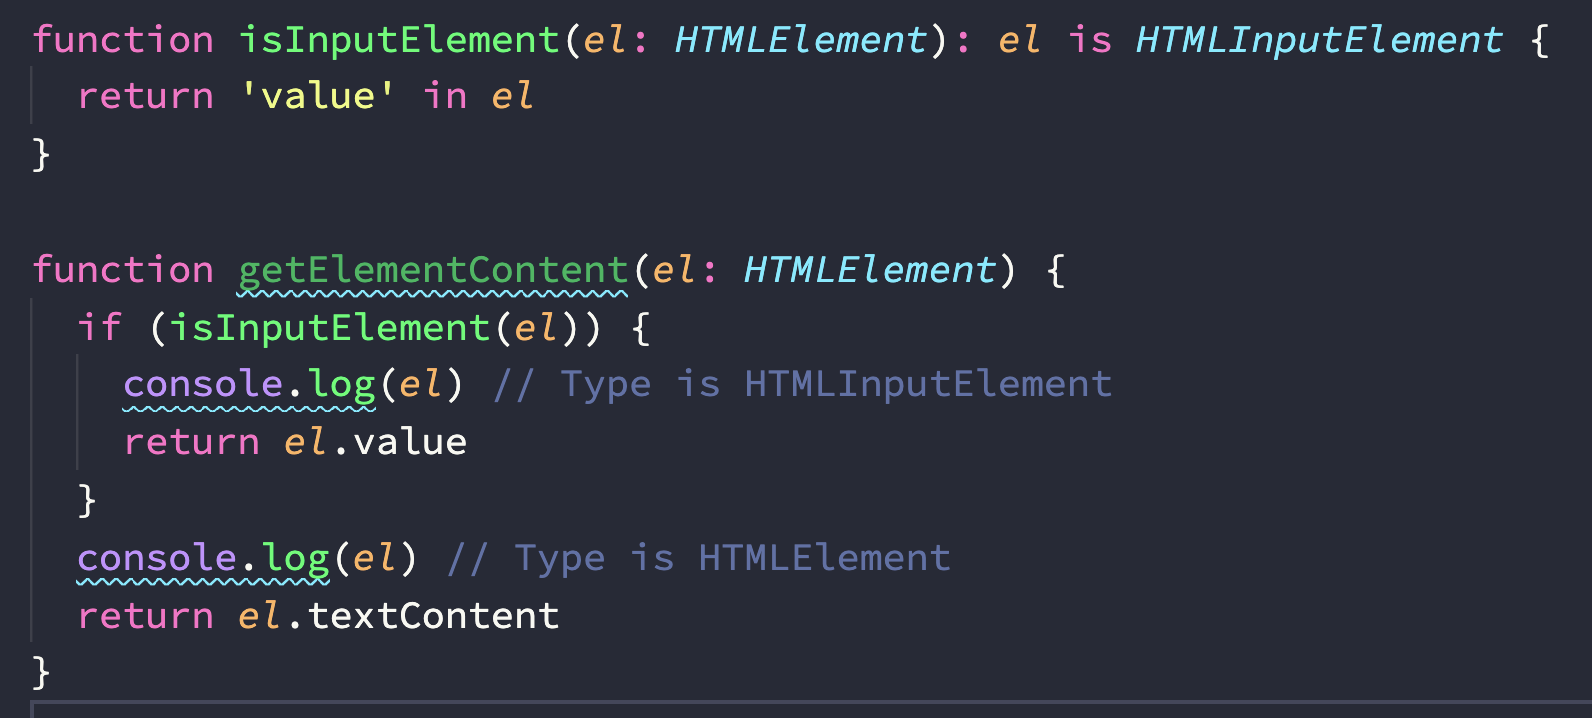 function isInputElement(el: HTMLElement): el is HTMLInputElement {
  return 'value' in el
}

function getElementContent(el: HTMLElement) {
  if (isInputElement(el)) {
    console.log(el) // Type is HTMLInputElement
    return el.value
  }
  console.log(el) // Type is HTMLElement
  return el.textContent
}